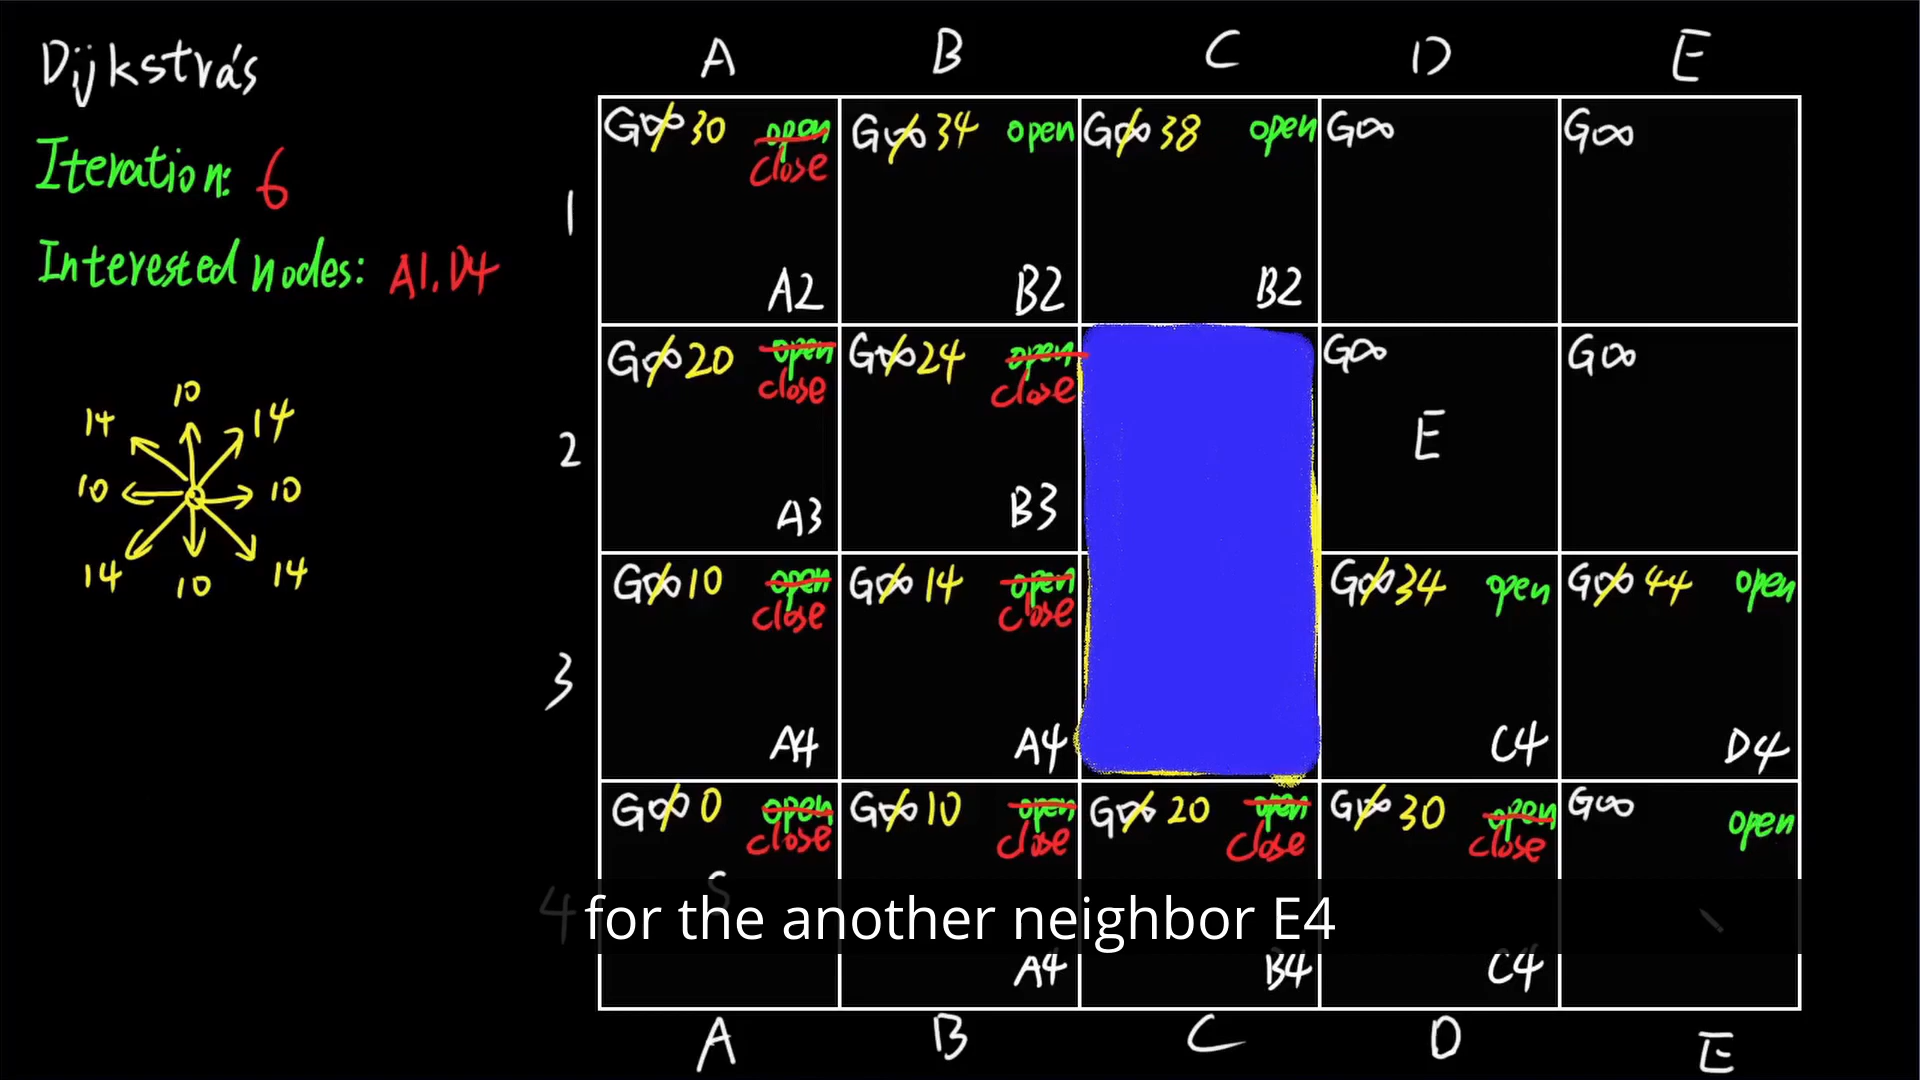 Dijkstra's
Iteration: 6
Interested nodes: A1. D4
10
14 14
10 10
14 14
10
A B C D E
1
G∞ 30 open close A2
G∞ 34 open B2
G∞ 38 open B2
G∞
G∞
2
G∞ 20 open close A3
G∞ 24 open close B3
G∞ E
G∞
3
G∞ 10 open close A4
G∞ 14 open close A4
G∞ 34 open C4
G∞ 44 open D4
4
G∞ 0 open close S
G∞ 10 open close A4
G∞ 20 open close B4
G∞ 30 open close C4
G∞ open
for the another neighbor E4
A B C D E